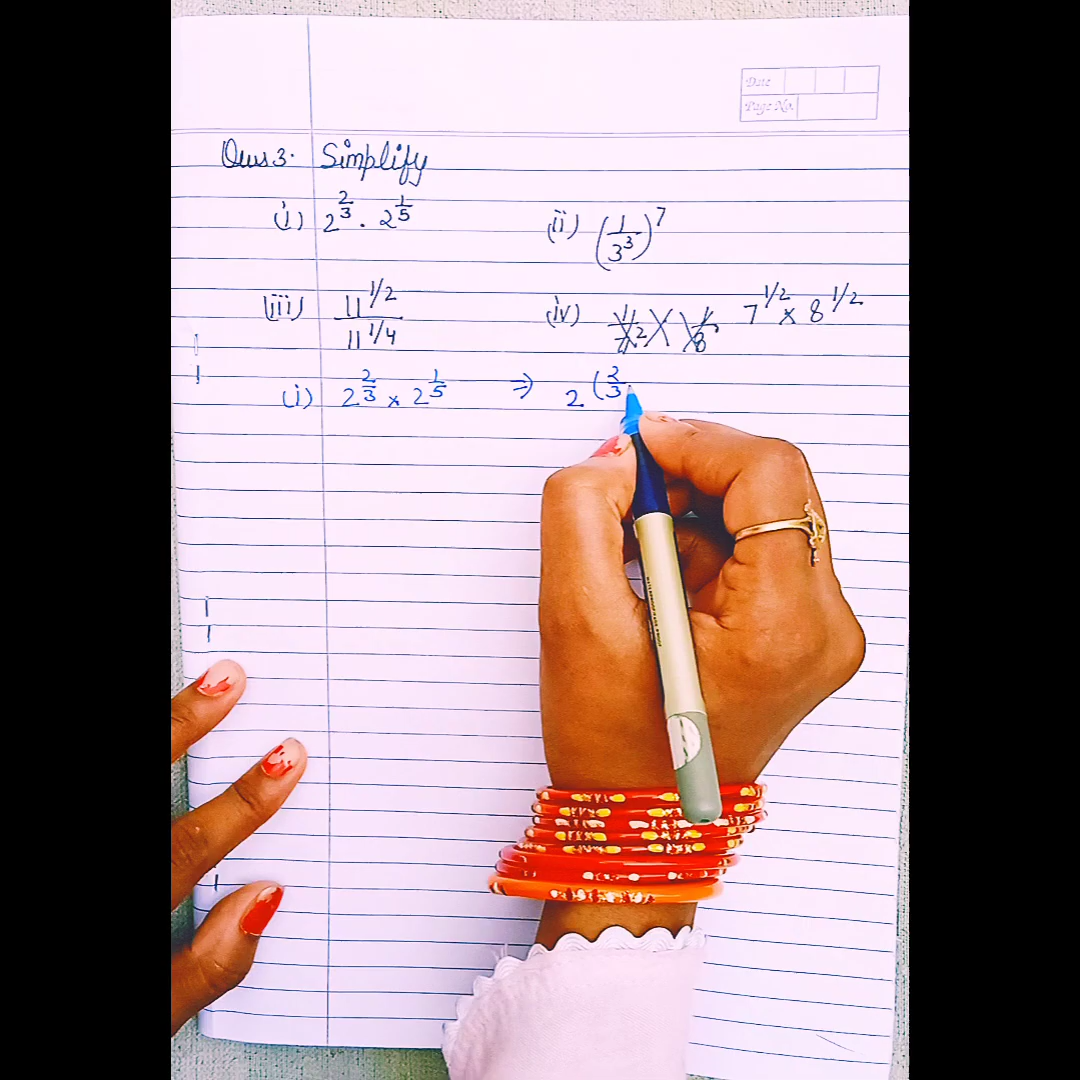 Date
Page No.
Ques 3. Simplify
(i) 2^(2/3) · 2^(1/5) (ii) (1/3^3)^7
(iii) 11^(1/2) / 11^(1/4) (iv) 7^(1/2) × 8^(1/2)
(i) 2^(2/3) × 2^(1/5) ⇒ 2^(2/3